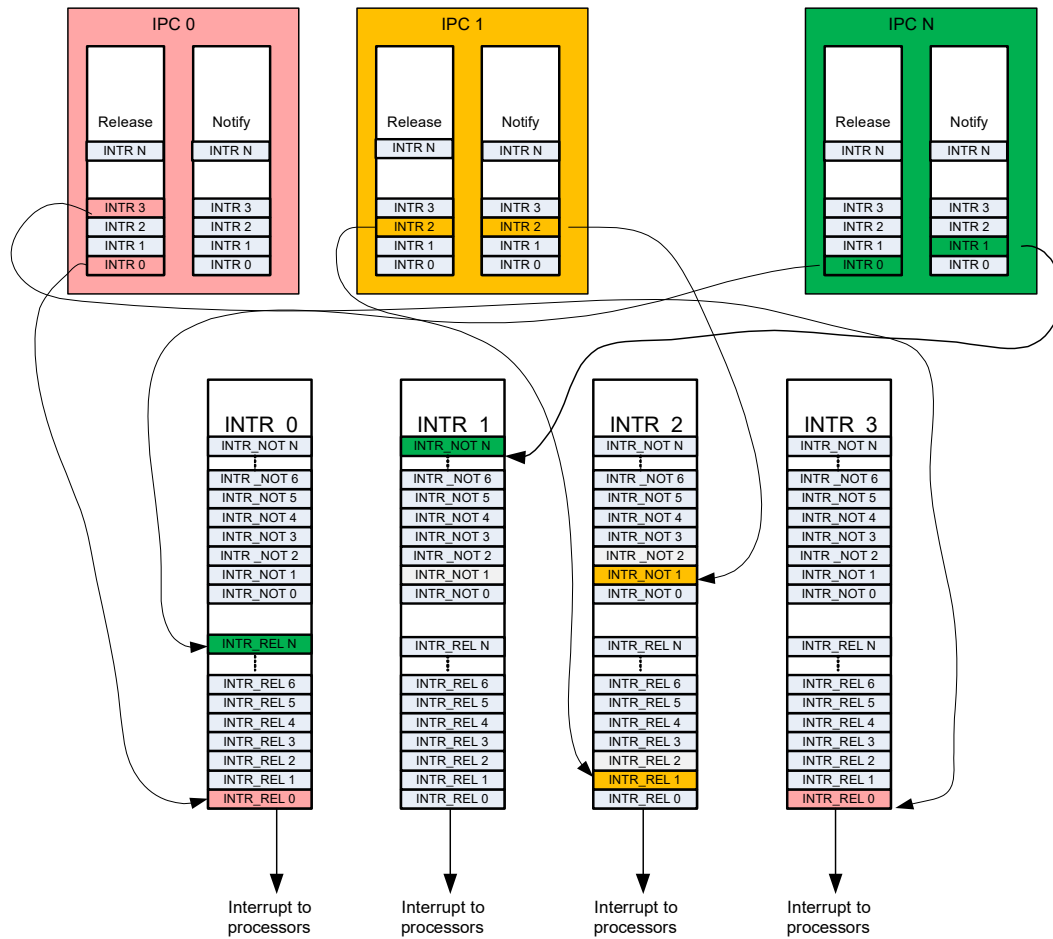 IPC 0
Release
Notify
INTR N
INTR N
INTR 3
INTR 3
INTR 2
INTR 2
INTR 1
INTR 1
INTR 0
INTR 0
IPC 1
Release
Notify
INTR N
INTR N
INTR 3
INTR 3
INTR 2
INTR 2
INTR 1
INTR 1
INTR 0
INTR 0
IPC N
Release
Notify
INTR N
INTR N
INTR 3
INTR 3
INTR 2
INTR 2
INTR 1
INTR 1
INTR 0
INTR 0
INTR_0
INTR_NOT N
INTR_NOT 6
INTR_NOT 5
INTR_NOT 4
INTR_NOT 3
INTR_NOT 2
INTR_NOT 1
INTR_NOT 0
INTR_REL N
INTR_REL 6
INTR_REL 5
INTR_REL 4
INTR_REL 3
INTR_REL 2
INTR_REL 1
INTR_REL 0
Interrupt to
processors
INTR_1
INTR_NOT N
INTR_NOT 6
INTR_NOT 5
INTR_NOT 4
INTR_NOT 3
INTR_NOT 2
INTR_NOT 1
INTR_NOT 0
INTR_REL N
INTR_REL 6
INTR_REL 5
INTR_REL 4
INTR_REL 3
INTR_REL 2
INTR_REL 1
INTR_REL 0
Interrupt to
processors
INTR_2
INTR_NOT N
INTR_NOT 6
INTR_NOT 5
INTR_NOT 4
INTR_NOT 3
INTR_NOT 2
INTR_NOT 1
INTR_NOT 0
INTR_REL N
INTR_REL 6
INTR_REL 5
INTR_REL 4
INTR_REL 3
INTR_REL 2
INTR_REL 1
INTR_REL 0
Interrupt to
processors
INTR_3
INTR_NOT N
INTR_NOT 6
INTR_NOT 5
INTR_NOT 4
INTR_NOT 3
INTR_NOT 2
INTR_NOT 1
INTR_NOT 0
INTR_REL N
INTR_REL 6
INTR_REL 5
INTR_REL 4
INTR_REL 3
INTR_REL 2
INTR_REL 1
INTR_REL 0
Interrupt to
processors